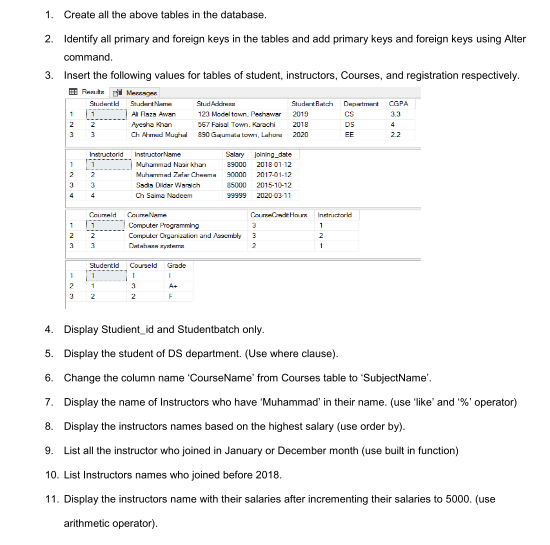 1. Create all the above tables in the database.
2. Identify all primary and foreign keys in the tables and add primary keys and foreign keys using Alter
command.
3. Insert the following values for tables of student, instructors, Courses, and registration respectively.
Results Messages
StudentId StudentName StudAddress StudentBatch Department CGPA
1 1 Ali Raza Awan 123 Model town, Peshawar 2019 CS 3.3
2 2 Ayesha Khan 567 Faisal Town, Karachi 2018 DS 4
3 3 Ch Ahmed Mughal 890 Gajumata town, Lahore 2020 EE 2.2
InstructorId InstructorName Salary joining_date
1 1 Muhammad Nasir khan 89000 2018-01-12
2 2 Muhammad Zafar Cheema 90000 2017-01-12
3 3 Sadia Dildar Waraich 85000 2015-10-12
4 4 Ch Saima Nadeem 99999 2020-03-11
CourseId CourseName CourseCreditHours InstructorId
1 1 Computer Programming 3 1
2 2 Computer Organization and Assembly 3 2
3 3 Database systems 2 1
StudentId CourseId Grade
1 1 1 I
2 1 3 A+
3 2 2 F
4. Display Studient_id and Studentbatch only.
5. Display the student of DS department. (Use where clause).
6. Change the column name ‘CourseName’ from Courses table to ‘SubjectName’.
7. Display the name of Instructors who have ‘Muhammad’ in their name. (use ‘like’ and ‘%’ operator)
8. Display the instructors names based on the highest salary (use order by).
9. List all the instructor who joined in January or December month (use built in function)
10. List Instructors names who joined before 2018.
11. Display the instructors name with their salaries after incrementing their salaries to 5000. (use
arithmetic operator).